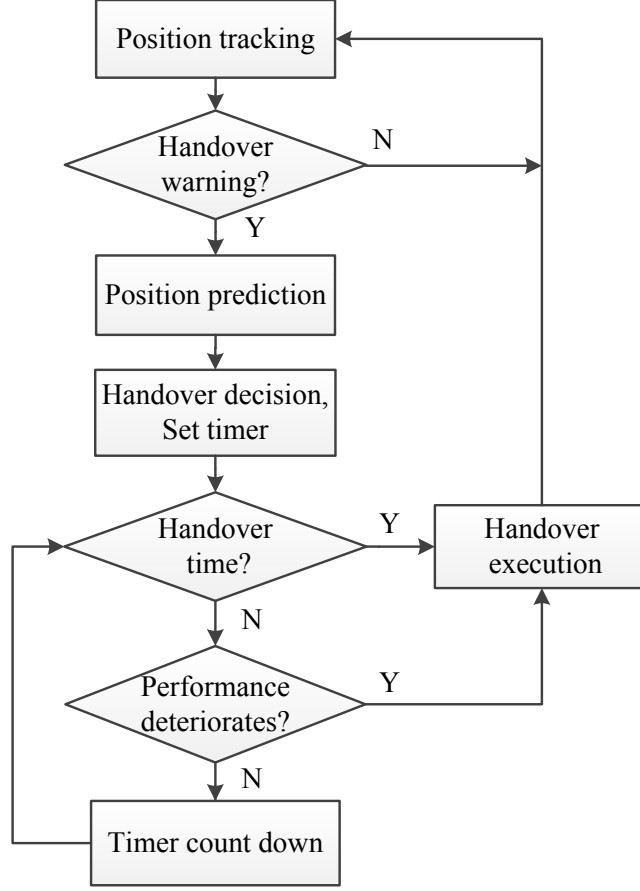 Position tracking
Handover
warning?
N
Y
Position prediction
Handover decision,
Set timer
Handover
time?
Y
Handover
execution
N
Performance
deteriorates?
Y
N
Timer count down